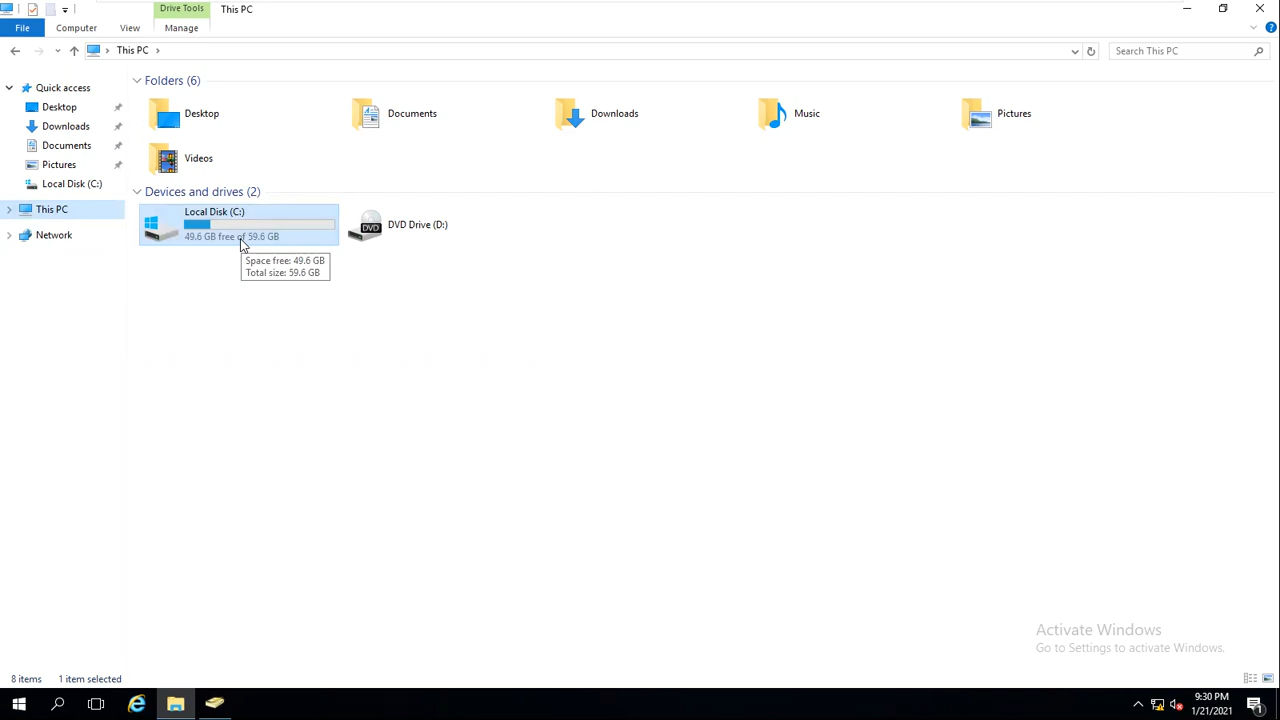 Drive Tools
This PC
File
Computer
View
Manage
This PC
Search This PC
Quick access
Desktop
Downloads
Documents
Pictures
Local Disk (C:)
This PC
Network
Folders (6)
Desktop
Documents
Downloads
Music
Pictures
Videos
Devices and drives (2)
Local Disk (C:)
49.6 GB free of 59.6 GB
DVD
DVD Drive (D:)
Space free: 49.6 GB
Total size: 59.6 GB
Activate Windows
Go to Settings to activate Windows.
8 items
1 item selected
9:30 PM
1/21/2021
1